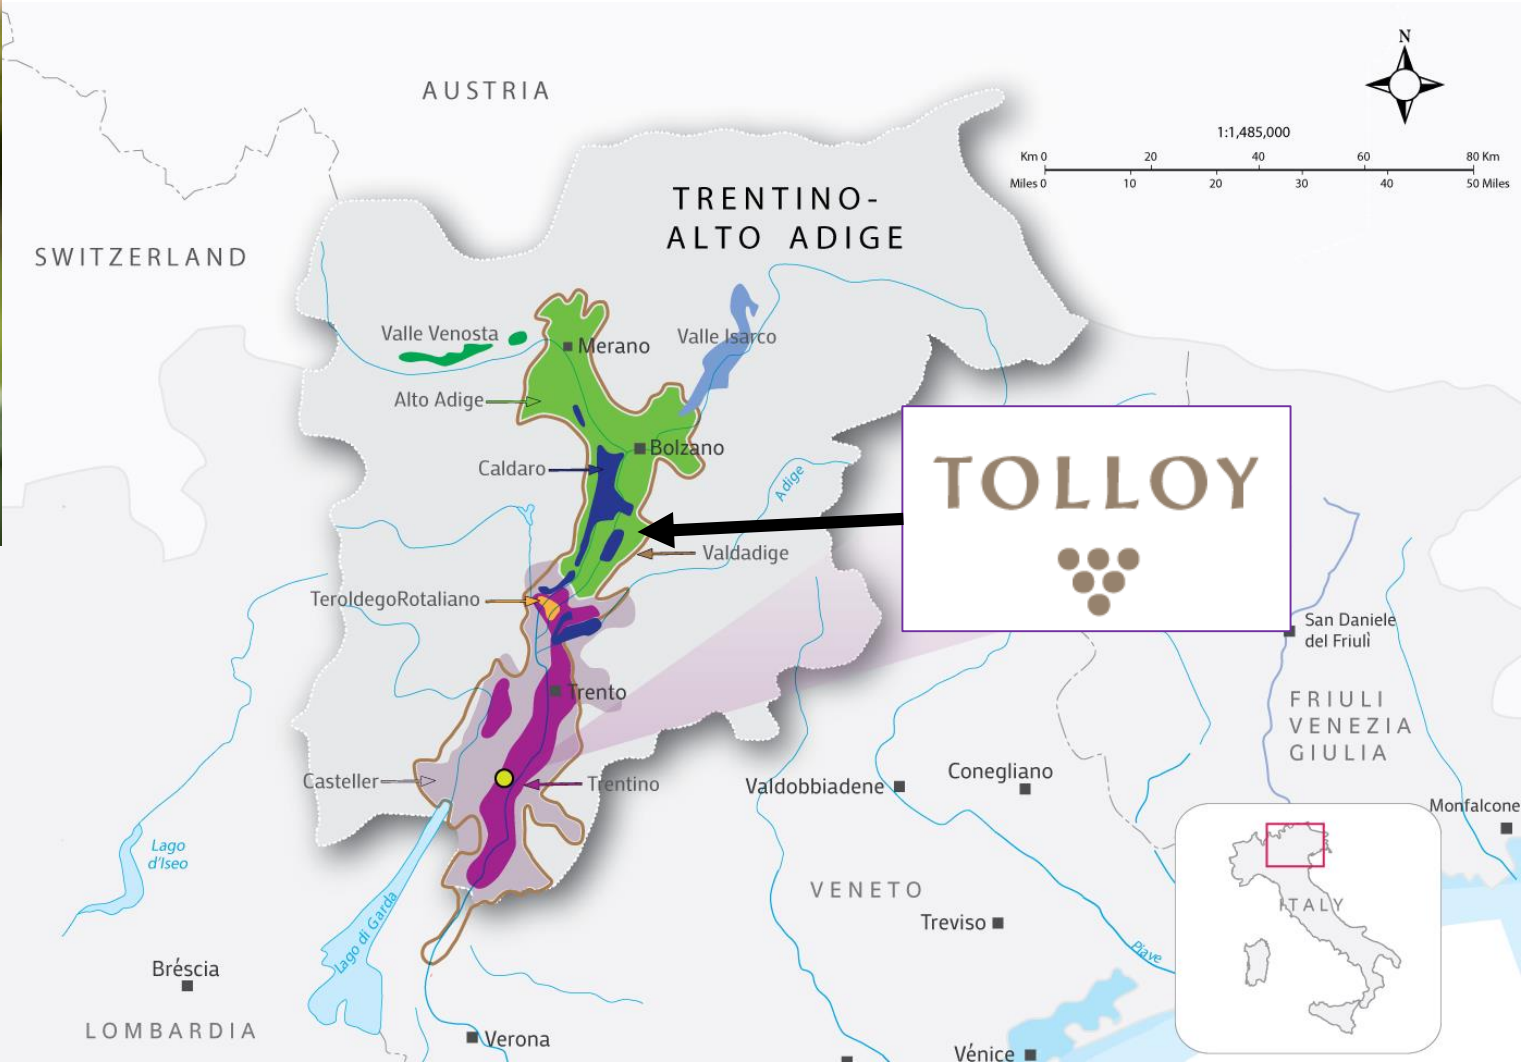 AUSTRIA
N
1:1,485,000
Km 0 20 40 60 80 Km
Miles 0 10 20 30 40 50 Miles
TRENTINO-
ALTO ADIGE
SWITZERLAND
Valle Venosta
Merano
Valle Isarco
Alto Adige
Bolzano
Caldaro
Adige
TOLLOY
Valdadige
TeroldegoRotaliano
San Daniele
del Friuli
Trento
FRIULI
VENEZIA
GIULIA
Casteller
Trentino
Valdobbiadene
Conegliano
Monfalcone
Lago
d'Iseo
VENETO
ITALY
Lago di Garda
Treviso
Piave
Bréscia
LOMBARDIA
Verona
Vénice